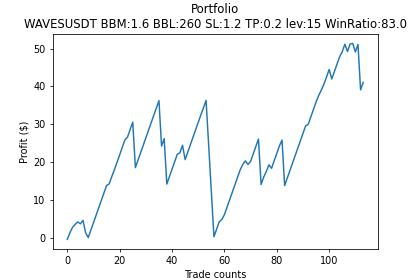 Portfolio
WAVESUSDT BBM:1.6 BBL:260 SL:1.2 TP:0.2 lev:15 WinRatio:83.0
50
40
30
20
10
0
Profit ($)
0 20 40 60 80 100
Trade counts